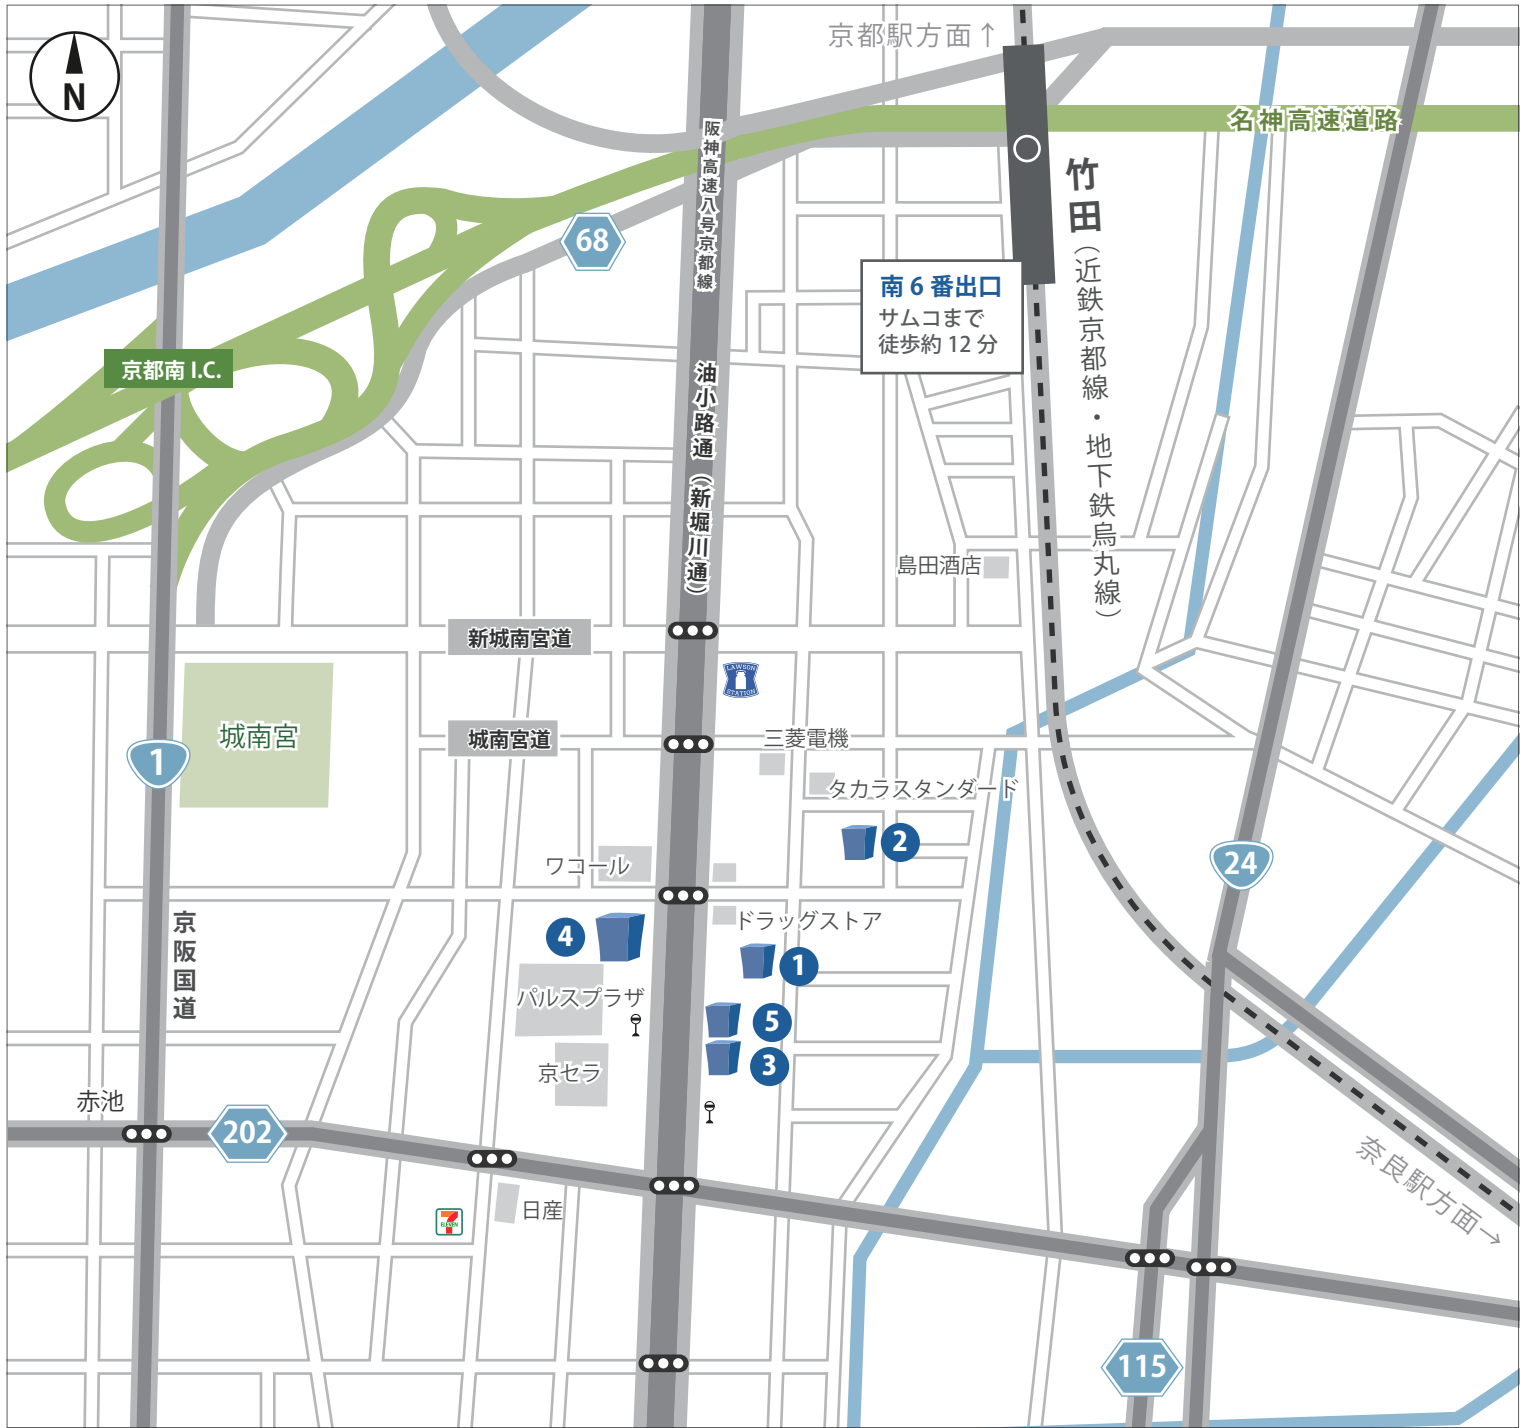 京都駅方面↑
N
名神高速道路
阪神高速八号京都線
竹田
(近鉄京都線・地下鉄烏丸線)
68
南6番出口
サムコまで
徒歩約12分
京都南 I.C.
油小路通(新堀川通)
島田酒店
新城南宮道
LAWSON
STATION
城南宮
城南宮道
三菱電機
1
タカラスタンダード
2
24
ワコール
京阪国道
ドラッグストア
4
1
パルスプラザ
5
京セラ
3
赤池
202
奈良駅方面→
日産
7
ELEVEN
115